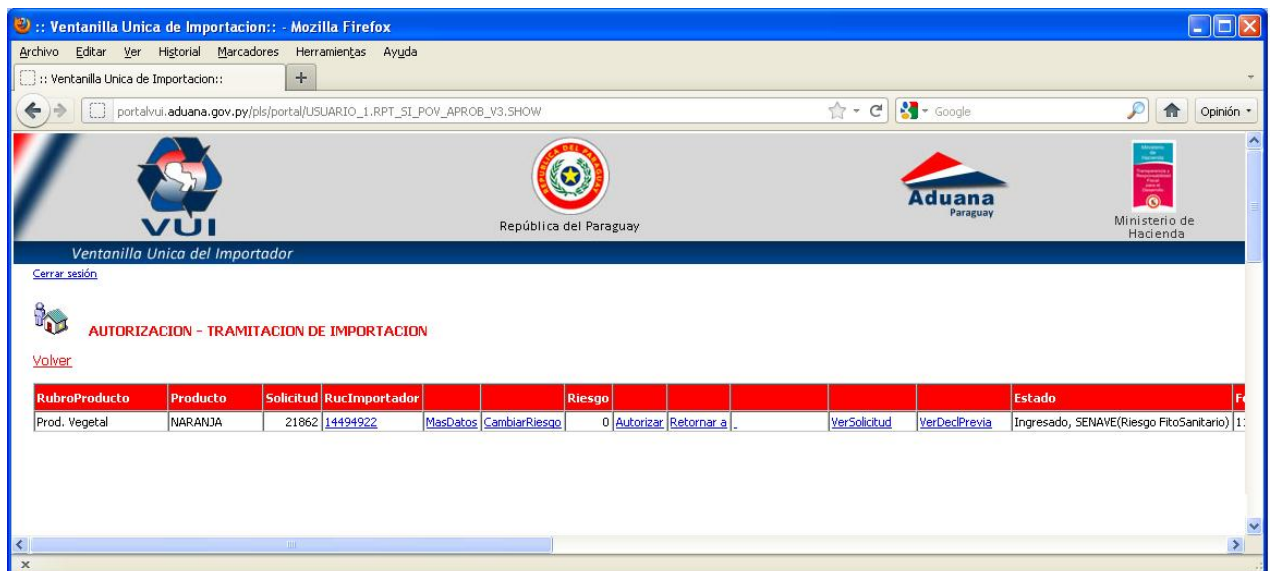 :: Ventanilla Unica de Importacion:: - Mozilla Firefox
Archivo Editar Ver Historial Marcadores Herramientas Ayuda
:: Ventanilla Unica de Importacion:: +
portalvui.aduana.gov.py/pls/portal/USUARIO_1.RPT_SI_POV_APROB_V3.SHOW Google Opinión
VUI
República del Paraguay
Aduana
Paraguay
Ministerio de
Hacienda
Ventanilla Unica del Importador
Cerrar sesión
AUTORIZACION - TRAMITACION DE IMPORTACION
Volver
RubroProducto Producto Solicitud RucImportador Riesgo Estado
Prod. Vegetal NARANJA 21862 14494922 MasDatos CambiarRiesgo 0 Autorizar Retornar a VerSolicitud VerDeclPrevia Ingresado, SENAVE(Riesgo FitoSanitario)